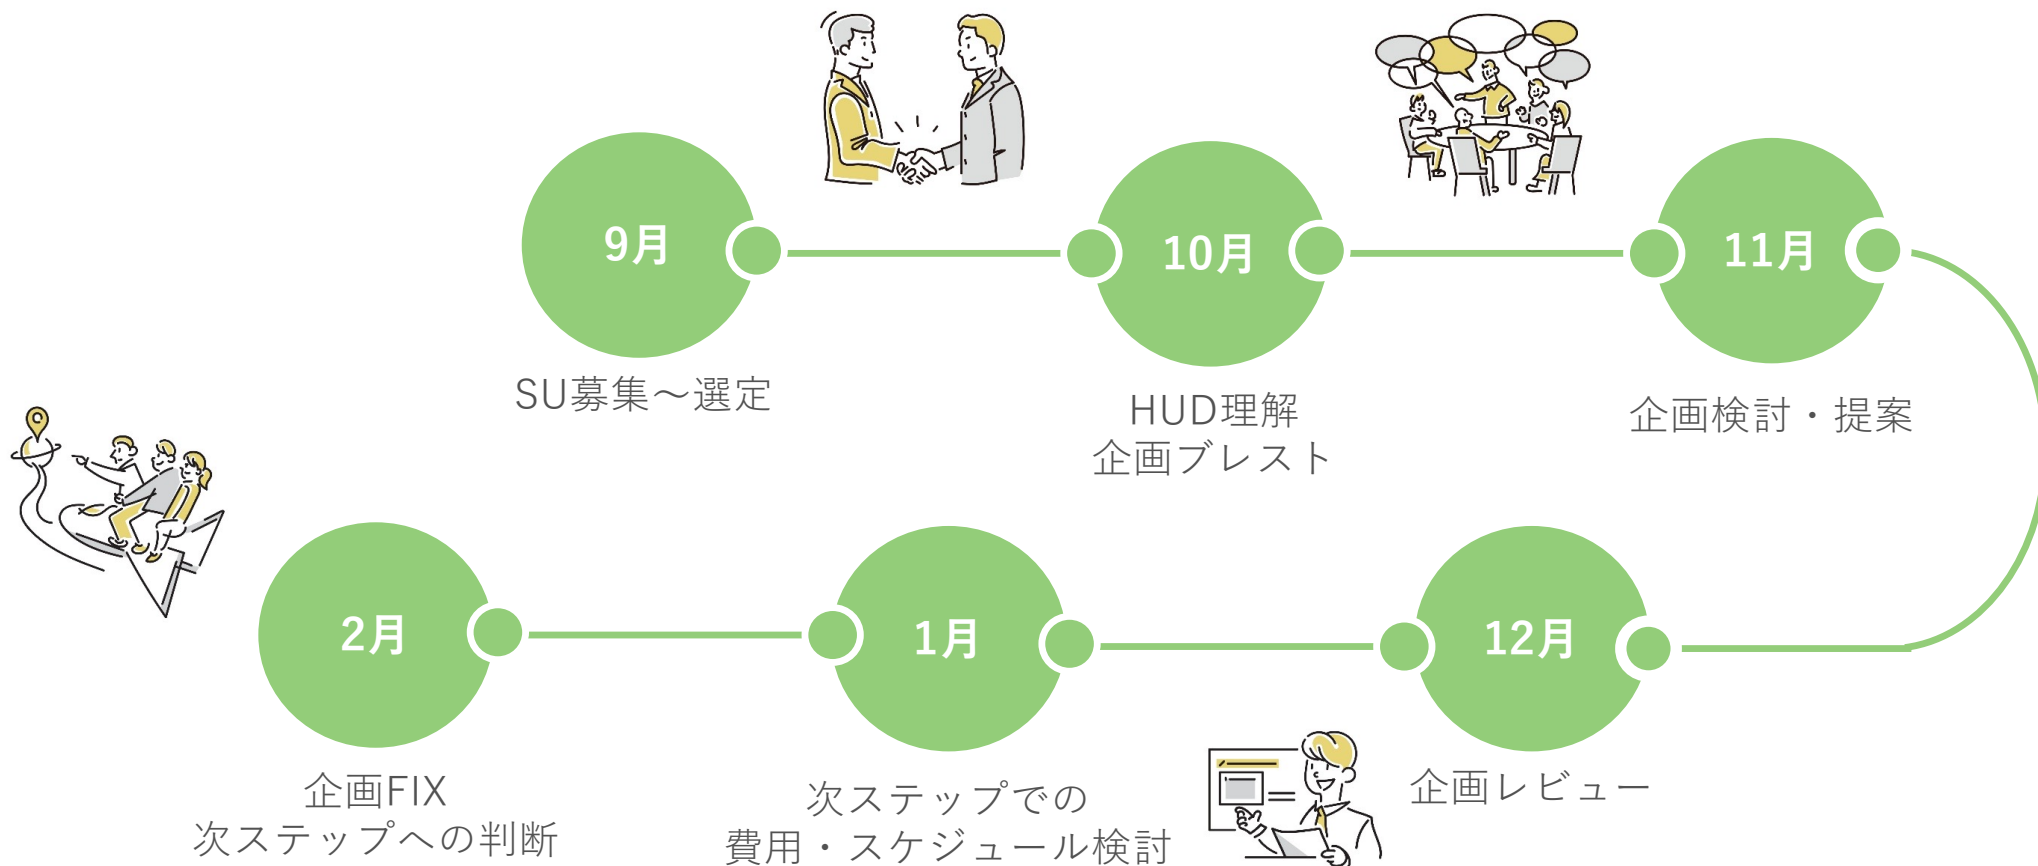 9月
SU募集～選定
10月
HUD理解
企画ブレスト
11月
企画検討・提案
12月
企画レビュー
1月
次ステップでの
費用・スケジュール検討
2月
企画FIX
次ステップへの判断